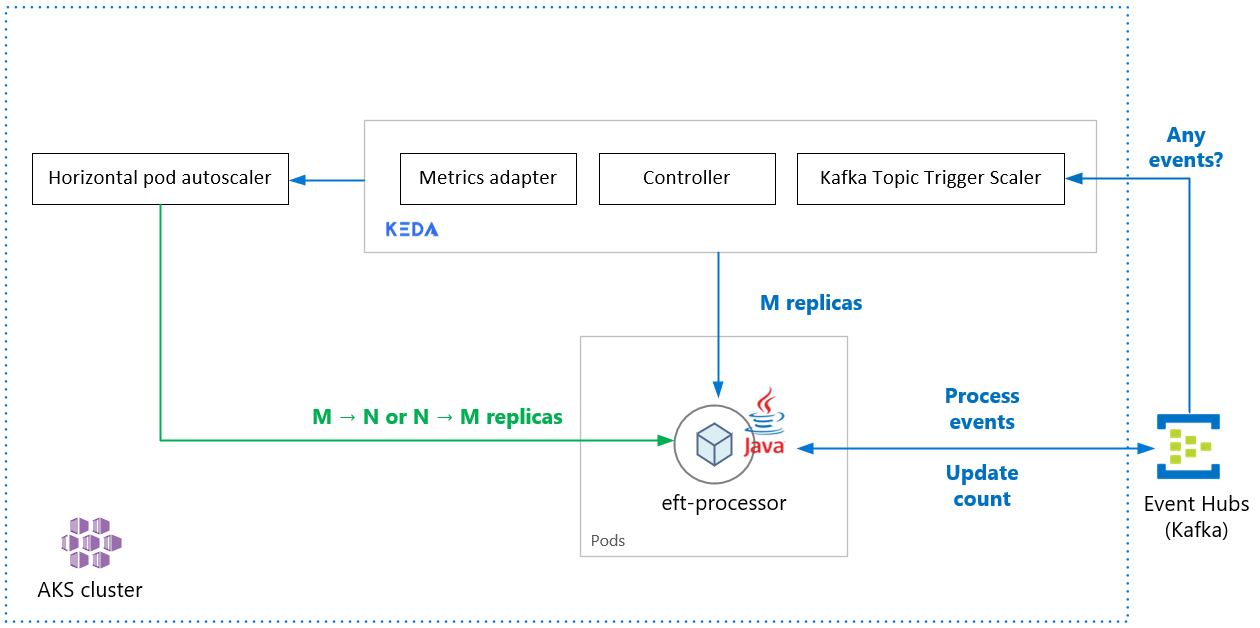 Any
events?
Horizontal pod autoscaler
Metrics adapter
Controller
Kafka Topic Trigger Scaler
KEDA
M replicas
M → N or N → M replicas
Process
events
Java
Update
count
eft-processor
Event Hubs
(Kafka)
Pods
AKS cluster